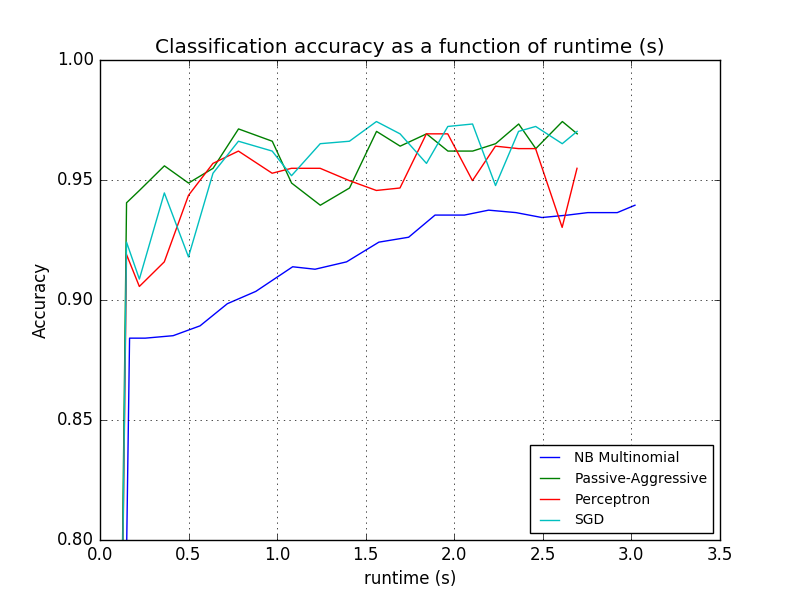 Classification accuracy as a function of runtime (s)
1.00
0.95
0.90
0.85
0.80
Accuracy
0.0 0.5 1.0 1.5 2.0 2.5 3.0 3.5
runtime (s)
NB Multinomial
Passive-Aggressive
Perceptron
SGD